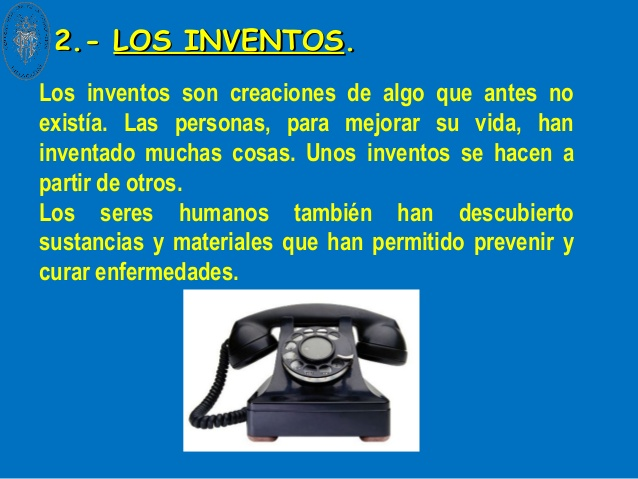 2.- LOS INVENTOS.
Los inventos son creaciones de algo que antes no
existía. Las personas, para mejorar su vida, han
inventado muchas cosas. Unos inventos se hacen a
partir de otros.
Los seres humanos también han descubierto
sustancias y materiales que han permitido prevenir y
curar enfermedades.